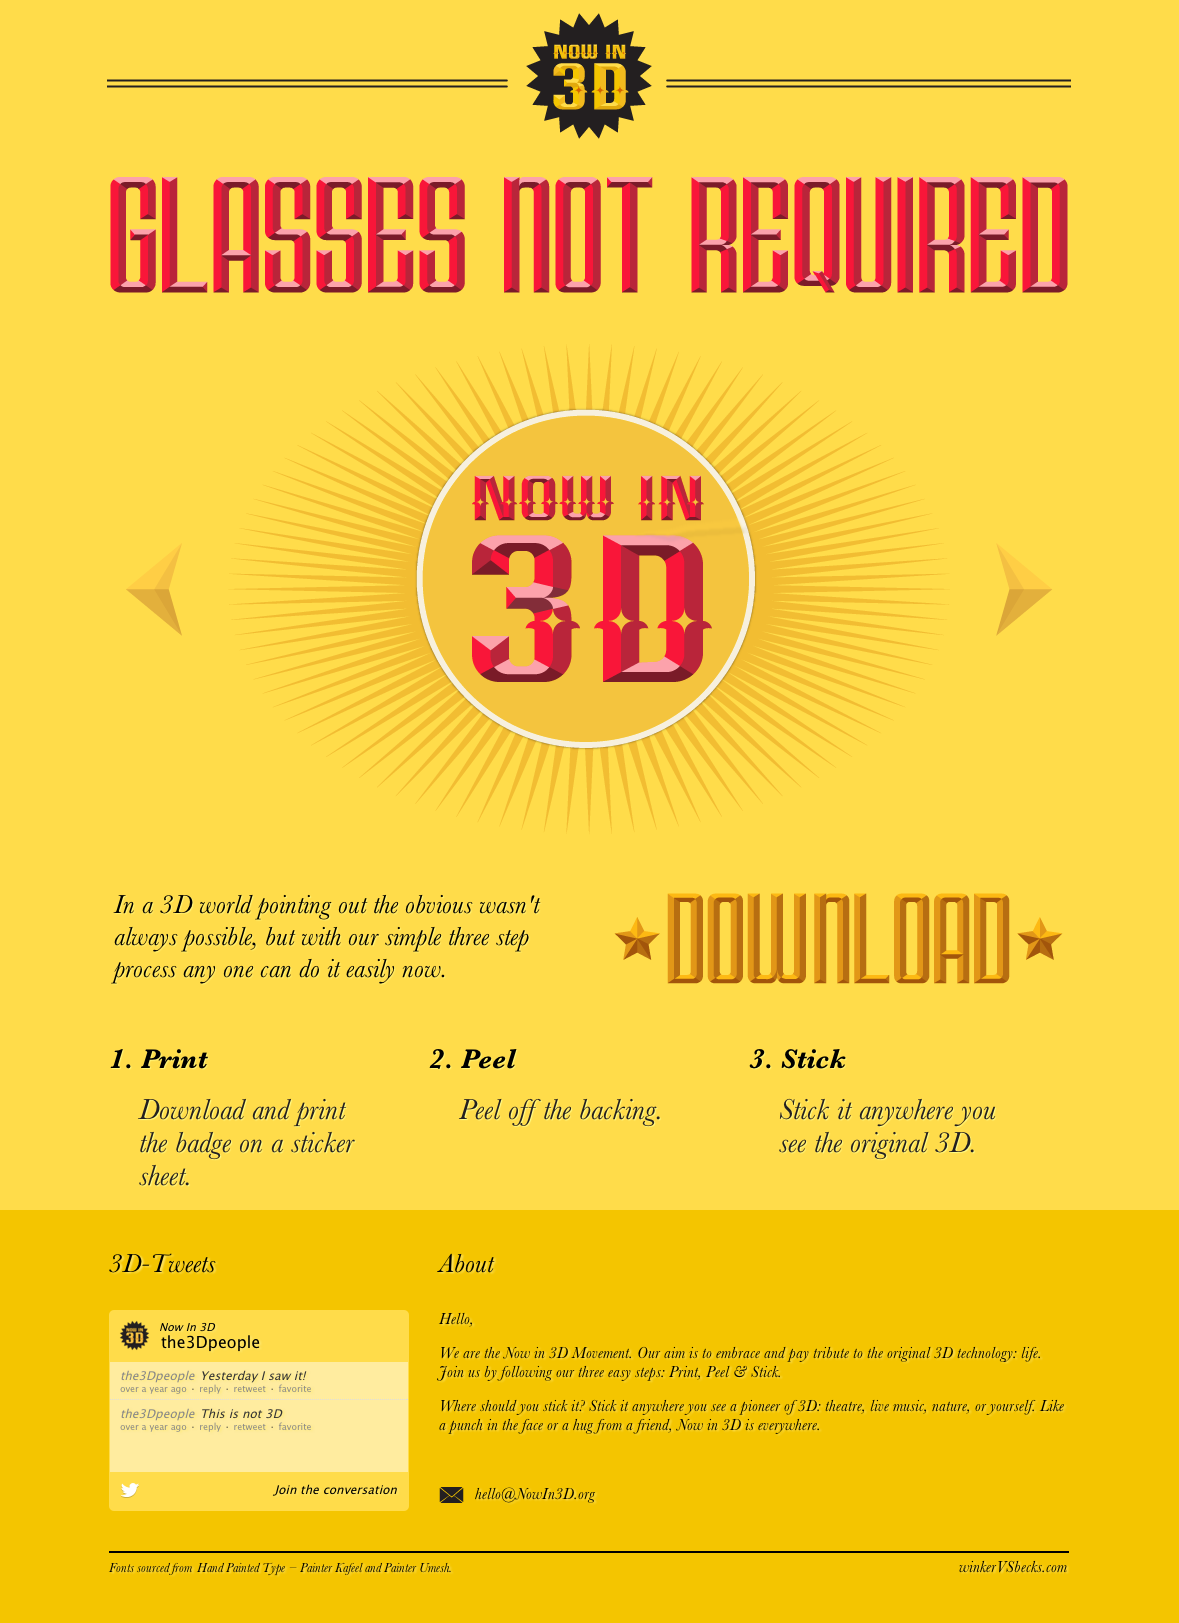 NOW IN
3D
GLASSES NOT REQUIRED
NOW IN
3D
In a 3D world pointing out the obvious wasn't
always possible, but with our simple three step
process any one can do it easily now.
DOWNLOAD
1. Print
Download and print
the badge on a sticker
sheet.
2. Peel
Peel off the backing.
3. Stick
Stick it anywhere you
see the original 3D.
3D-Tweets
NOW IN
3D
Now In 3D
the3Dpeople
the3Dpeople Yesterday I saw it!
over a year ago · reply · retweet · favorite
the3Dpeople This is not 3D
over a year ago · reply · retweet · favorite
Join the conversation
About
Hello,
We are the Now in 3D Movement. Our aim is to embrace and pay tribute to the original 3D technology: life.
Join us by following our three easy steps: Print, Peel & Stick.
Where should you stick it? Stick it anywhere you see a pioneer of 3D: theatre, live music, nature, or yourself. Like
a punch in the face or a hug from a friend, Now in 3D is everywhere.
hello@NowIn3D.org
Fonts sourced from Hand Painted Type – Painter Kafeel and Painter Umesh.
winkerVSbecks.com